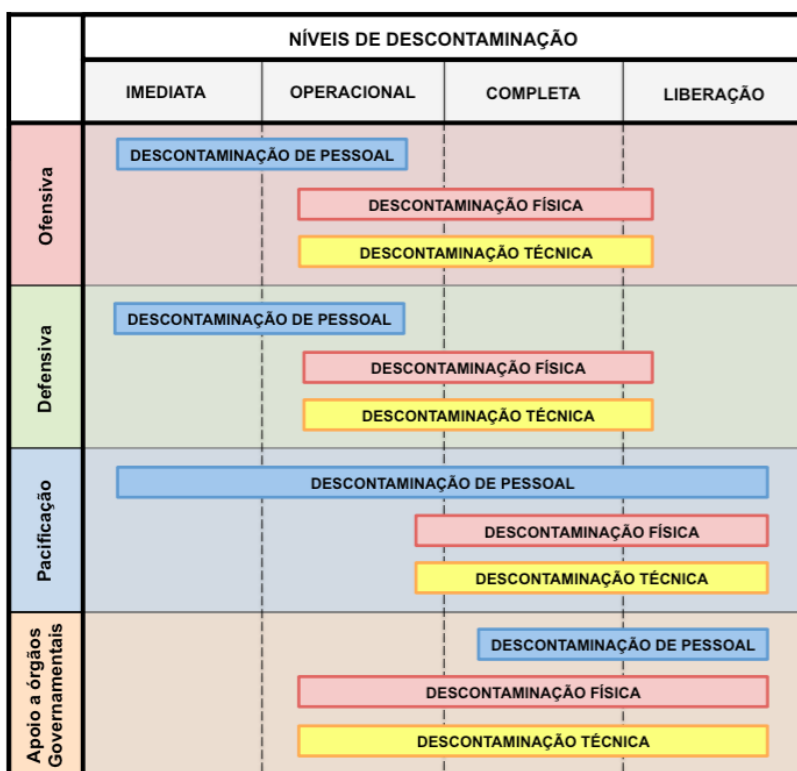 NÍVEIS DE DESCONTAMINAÇÃO
IMEDIATA
OPERACIONAL
COMPLETA
LIBERAÇÃO
Ofensiva
DESCONTAMINAÇÃO DE PESSOAL
DESCONTAMINAÇÃO FÍSICA
DESCONTAMINAÇÃO TÉCNICA
Defensiva
DESCONTAMINAÇÃO DE PESSOAL
DESCONTAMINAÇÃO FÍSICA
DESCONTAMINAÇÃO TÉCNICA
Pacificação
DESCONTAMINAÇÃO DE PESSOAL
DESCONTAMINAÇÃO FÍSICA
DESCONTAMINAÇÃO TÉCNICA
Apoio a órgãos
Governamentais
DESCONTAMINAÇÃO DE PESSOAL
DESCONTAMINAÇÃO FÍSICA
DESCONTAMINAÇÃO TÉCNICA